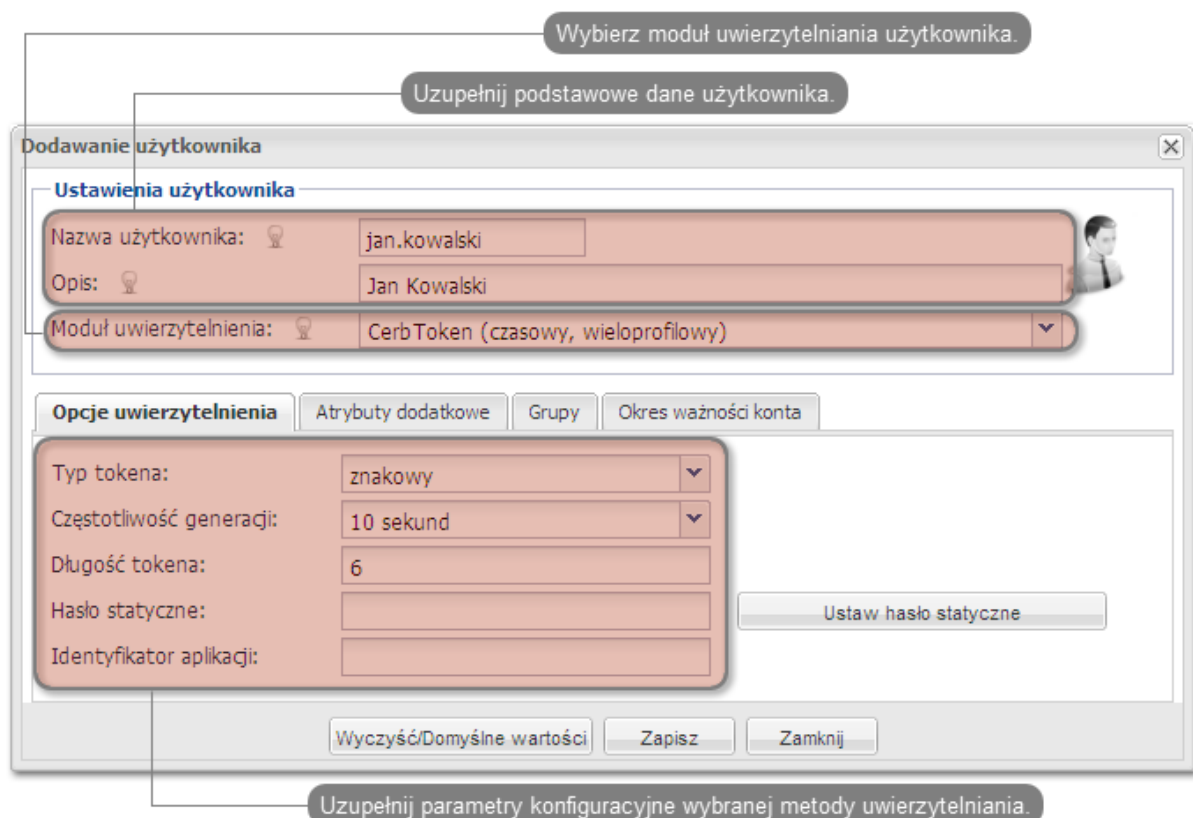 Wybierz moduł uwierzytelniania użytkownika.
Uzupełnij podstawowe dane użytkownika.
Dodawanie użytkownika
Ustawienia użytkownika
Nazwa użytkownika: jan.kowalski
Opis: Jan Kowalski
Moduł uwierzytelnienia: CerbToken (czasowy, wieloprofilowy)
Opcje uwierzytelnienia Atrybuty dodatkowe Grupy Okres ważności konta
Typ tokena: znakowy
Częstotliwość generacji: 10 sekund
Długość tokena: 6
Hasło statyczne: Ustaw hasło statyczne
Identyfikator aplikacji:
Wyczyść/Domyślne wartości Zapisz Zamknij
Uzupełnij parametry konfiguracyjne wybranej metody uwierzytelniania.